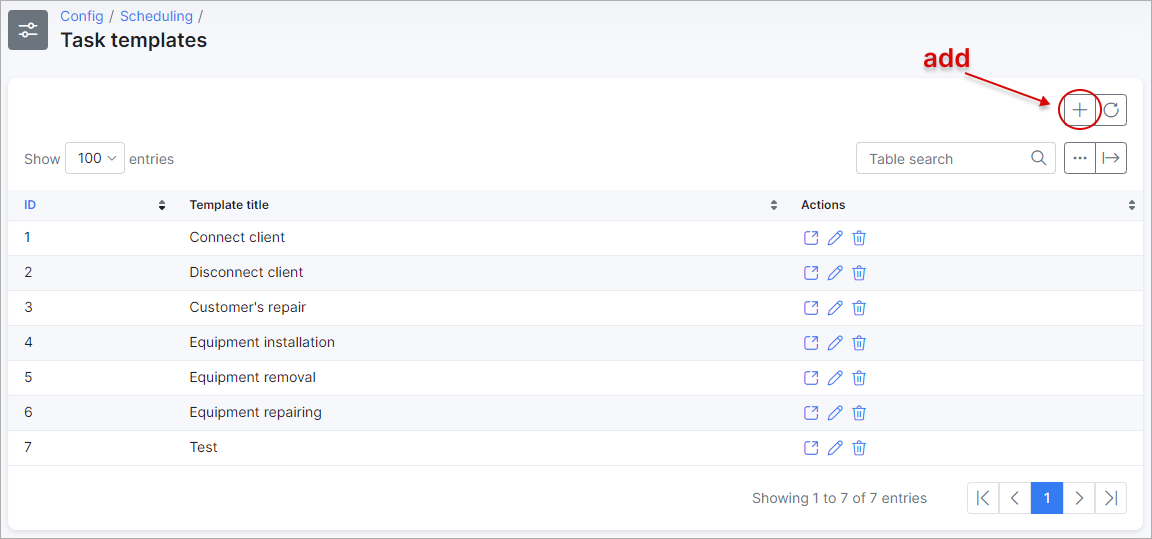 Config / Scheduling /
Task templates
add
Show 100 entries
Table search
ID Template title Actions
1 Connect client
2 Disconnect client
3 Customer's repair
4 Equipment installation
5 Equipment removal
6 Equipment repairing
7 Test
Showing 1 to 7 of 7 entries 1